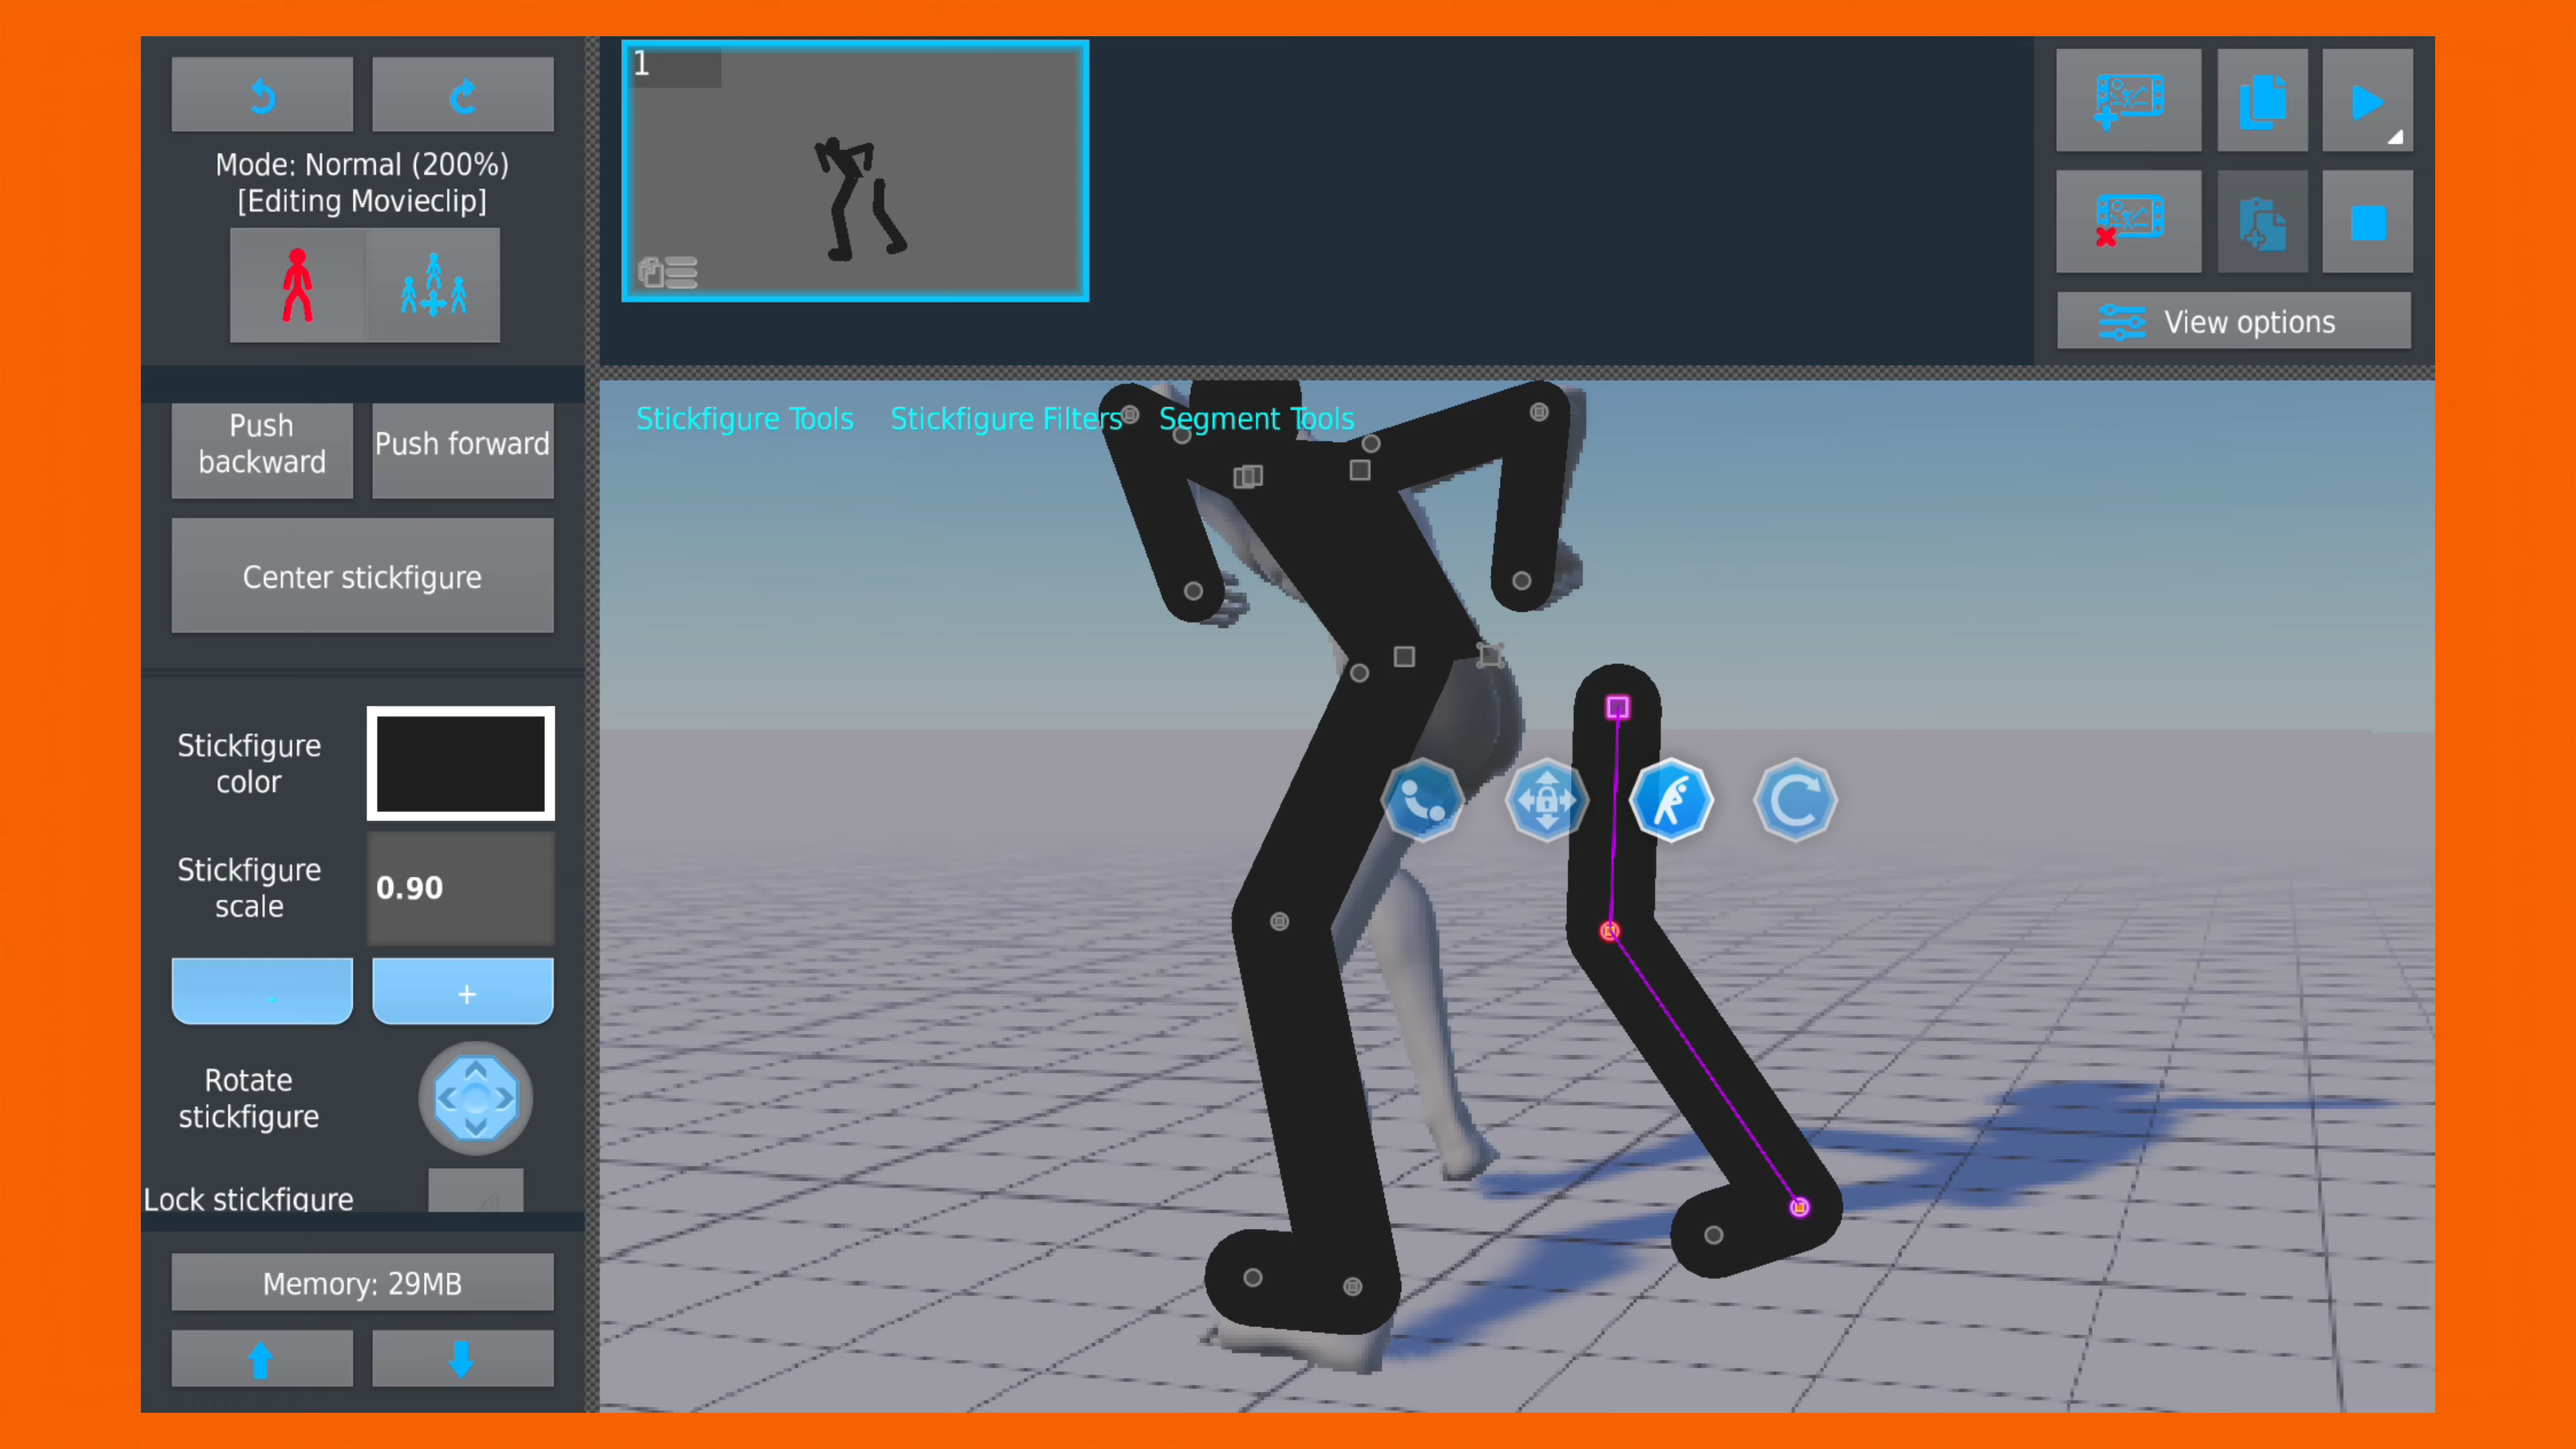 Mode: Normal (200%)
[Editing Movieclip]
1
View options
Push
backward
Push forward
Center stickfigure
Stickfigure
color
Stickfigure
scale
0.90
-
+
Rotate
stickfigure
Lock stickfigure
Memory: 29MB
Stickfigure Tools
Stickfigure Filters
Segment Tools